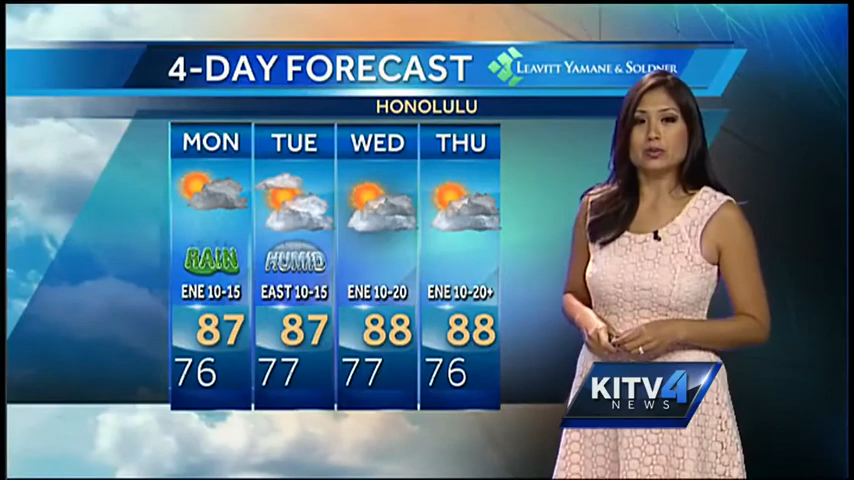 4-DAY FORECAST
LEAVITT YAMANE & SOLDNER
HONOLULU
MON TUE WED THU
RAIN HUMID
ENE 10-15 EAST 10-15 ENE 10-20 ENE 10-20+
87 87 88 88
76 77 77 76
KITV4
NEWS